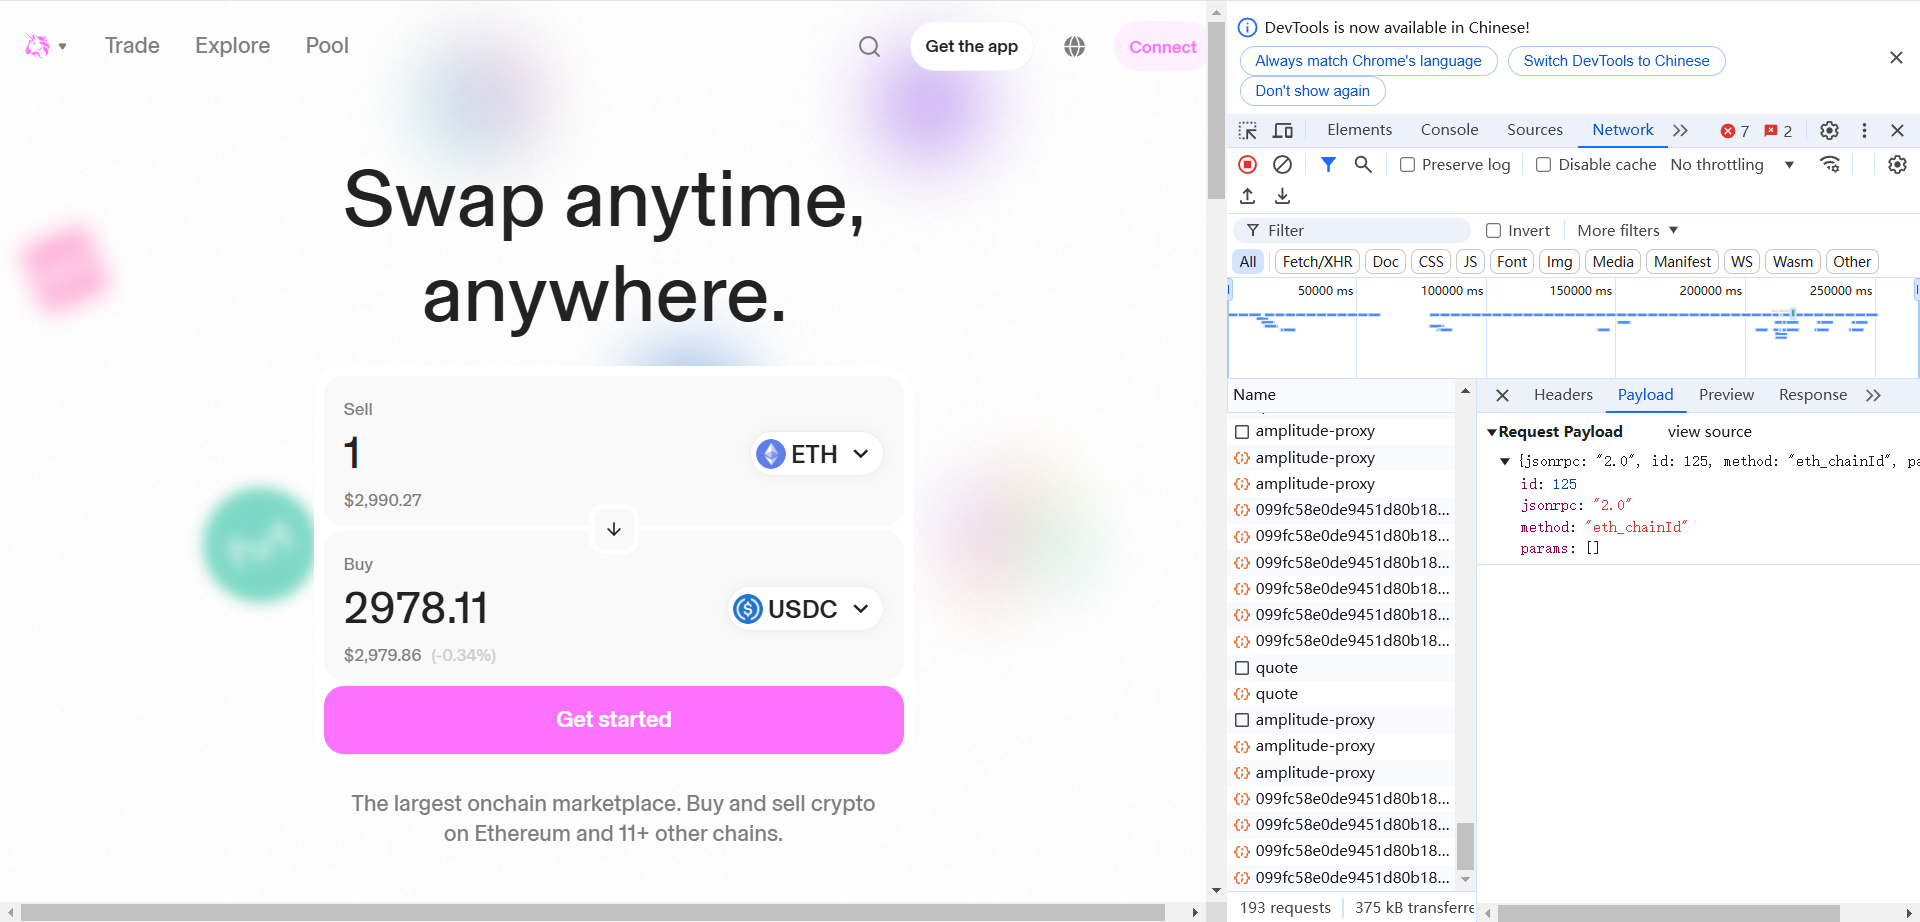 Trade Explore Pool Get the app Connect
Swap anytime,
anywhere.
Sell
1 ETH
$2,990.27
Buy
2978.11 USDC
$2,979.86 (-0.34%)
Get started
The largest onchain marketplace. Buy and sell crypto
on Ethereum and 11+ other chains.
DevTools is now available in Chinese!
Always match Chrome's language Switch DevTools to Chinese
Don't show again
Elements Console Sources Network 7 2
Preserve log Disable cache No throttling
Filter Invert More filters
All Fetch/XHR Doc CSS JS Font Img Media Manifest WS Wasm Other
50000 ms 100000 ms 150000 ms 200000 ms 250000 ms
Name
amplitude-proxy
amplitude-proxy
amplitude-proxy
099fc58e0de9451d80b18...
099fc58e0de9451d80b18...
099fc58e0de9451d80b18...
099fc58e0de9451d80b18...
099fc58e0de9451d80b18...
099fc58e0de9451d80b18...
quote
quote
amplitude-proxy
amplitude-proxy
amplitude-proxy
099fc58e0de9451d80b18...
099fc58e0de9451d80b18...
099fc58e0de9451d80b18...
099fc58e0de9451d80b18...
193 requests 375 kB transferre
Headers Payload Preview Response
Request Payload view source
{jsonrpc: "2.0", id: 125, method: "eth_chainId", pa
id: 125
jsonrpc: "2.0"
method: "eth_chainId"
params: []